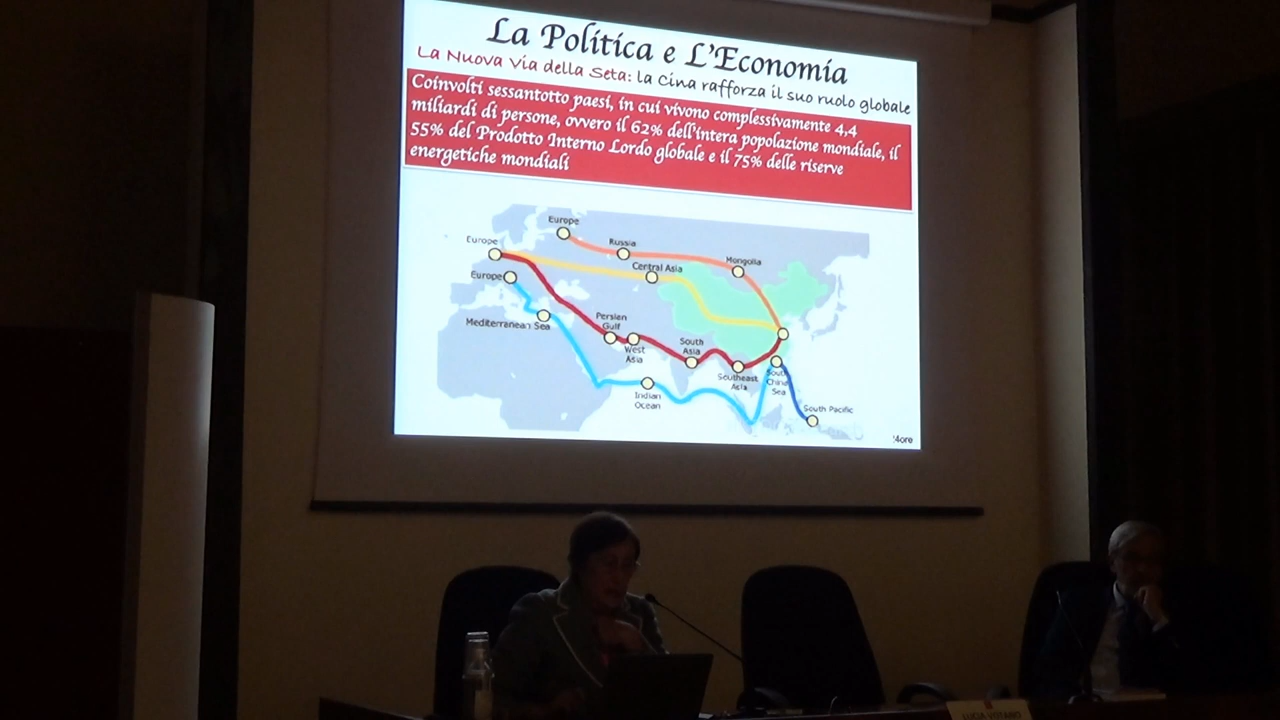 La Politica e L'Economia
La Nuova Via della Seta: la Cina rafforza il suo ruolo globale
Coinvolti sessantotto paesi, in cui vivono complessivamente 4,4
miliardi di persone, ovvero il 62% dell'intera popolazione mondiale, il
55% del Prodotto Interno Lordo globale e il 75% delle riserve
energetiche mondiali
Europe
Europe
Russia
Mongolia
Central Asia
Europe
Mediterranean Sea
Persian
Gulf
West
Asia
South
Asia
Southeast
Asia
South
China
Sea
Indian
Ocean
South Pacific
LUCIA